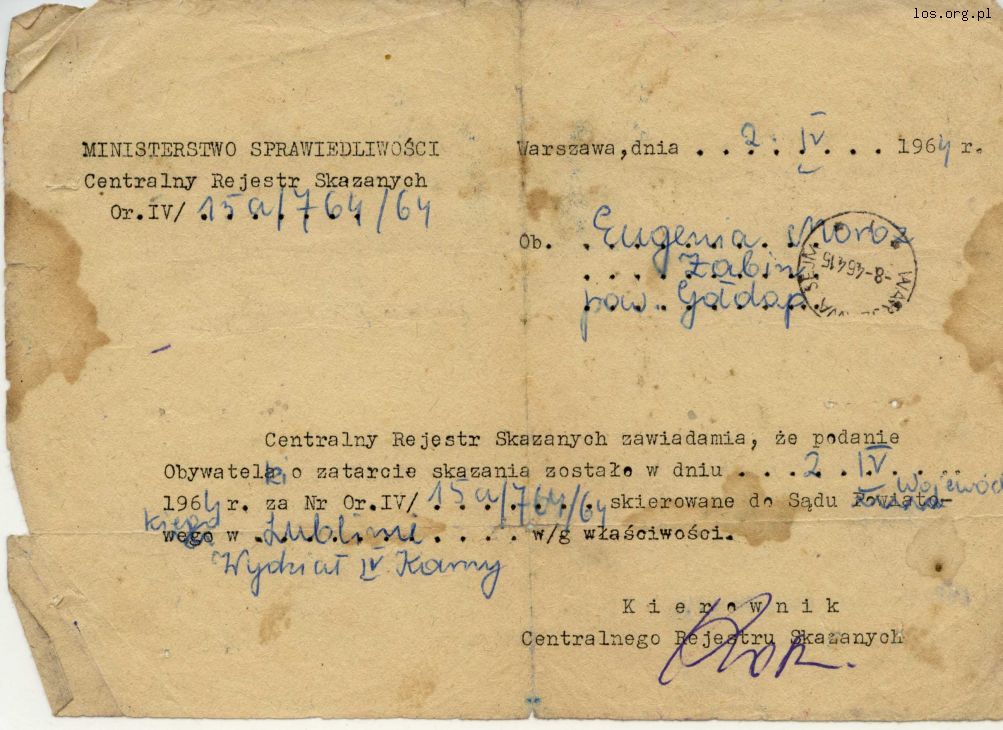 los.org.pl
MINISTERSTWO SPRAWIEDLIWOŚCI
Centralny Rejestr Skazanych
Or.IV/ 15a/764/64
Warszawa, dnia . . 2. IV . . . 1964 r.
Ob. Eugenia
Żabin
pow. Gołdap
Centralny Rejestr Skazanych zawiadamia, że podanie
Obywatelki o zatarcie skazania zostało w dniu . . . 2 IV . . .
1964 r. za Nr Or.IV/ 15a/764/64 skierowane do Sądu Powiato- Wojewódz
wego kiego w . Lublinie . . . . w/g właściwości.
Wydział IV Karny
Kierownik
Centralnego Rejestru Skazanych